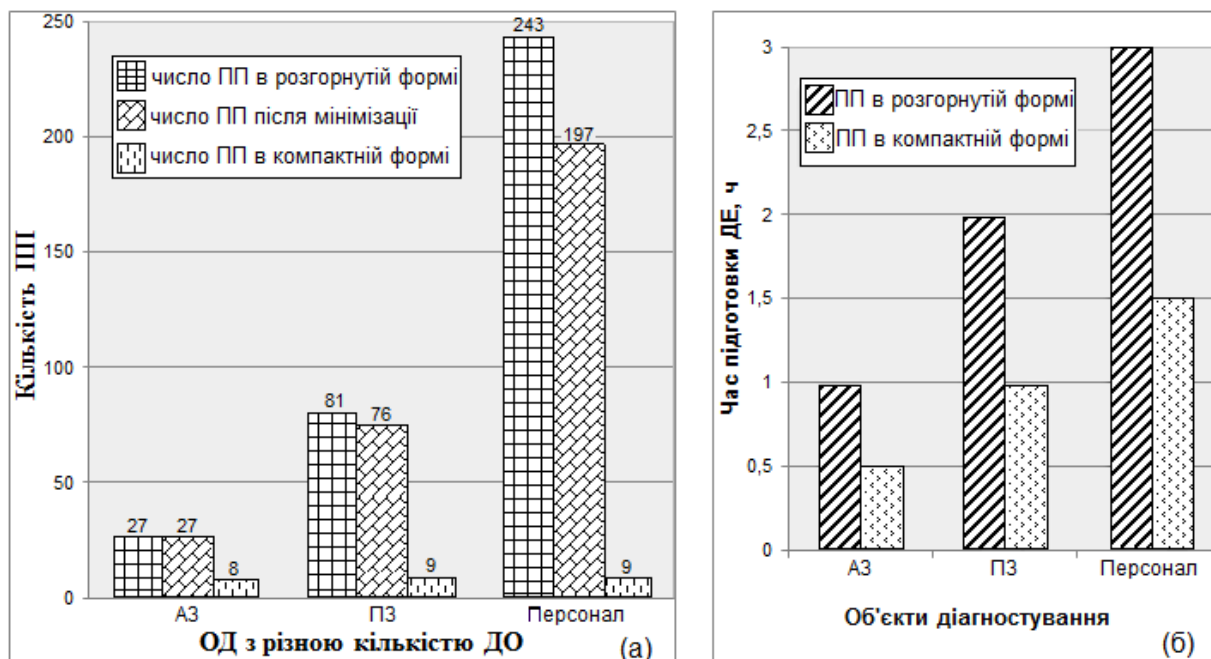 250
200
150
100
50
0
Кількість ПП
число ПП в розгорнутій формі
число ПП після мінімізації
число ПП в компактній формі
243
197
9
81
76
9
27
27
8
АЗ
ПЗ
Персонал
ОД з різною кількістю ДО
(а)
3
2,5
2
1,5
1
0,5
0
Час підготовки ДЕ, ч
ПП в розгорнутій формі
ПП в компактній формі
АЗ
ПЗ
Персонал
Об'єкти діагностування
(б)